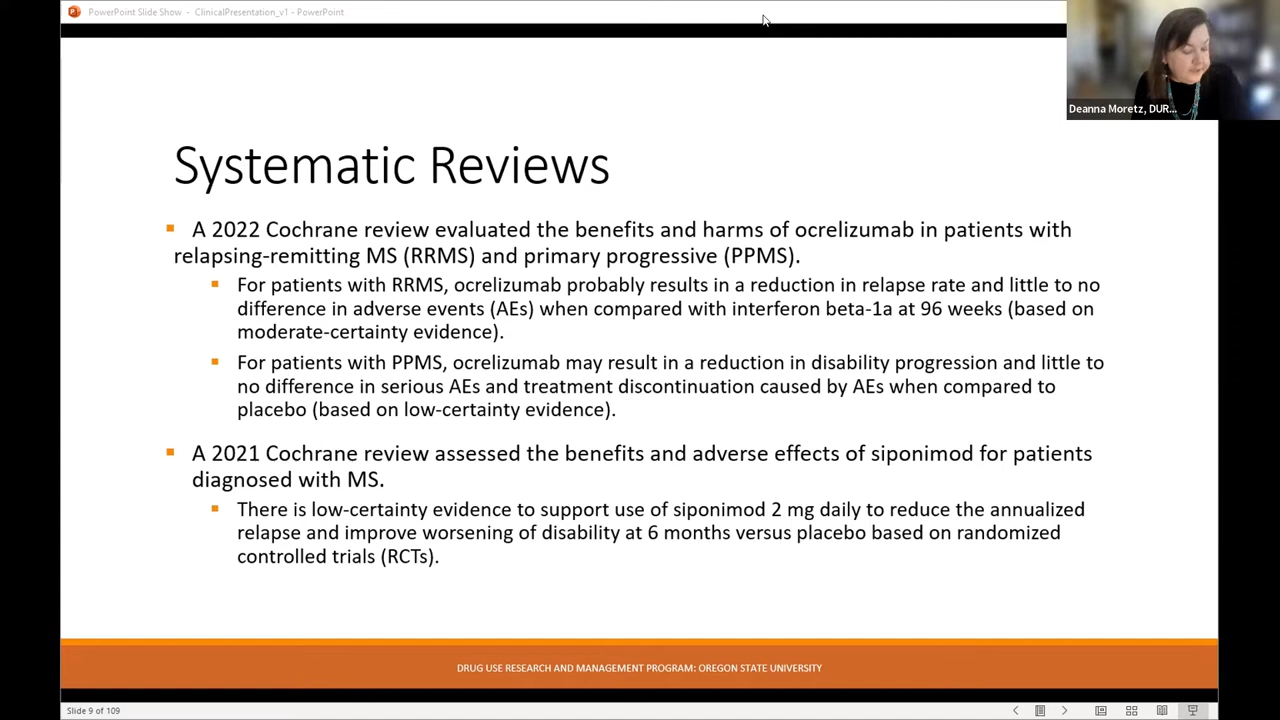 PowerPoint Slide Show - ClinicalPresentation_v1 - PowerPoint
Deanna Moretz, DUR...
Systematic Reviews
A 2022 Cochrane review evaluated the benefits and harms of ocrelizumab in patients with
relapsing-remitting MS (RRMS) and primary progressive (PPMS).
For patients with RRMS, ocrelizumab probably results in a reduction in relapse rate and little to no
difference in adverse events (AEs) when compared with interferon beta-1a at 96 weeks (based on
moderate-certainty evidence).
For patients with PPMS, ocrelizumab may result in a reduction in disability progression and little to
no difference in serious AEs and treatment discontinuation caused by AEs when compared to
placebo (based on low-certainty evidence).
A 2021 Cochrane review assessed the benefits and adverse effects of siponimod for patients
diagnosed with MS.
There is low-certainty evidence to support use of siponimod 2 mg daily to reduce the annualized
relapse and improve worsening of disability at 6 months versus placebo based on randomized
controlled trials (RCTs).
DRUG USE RESEARCH AND MANAGEMENT PROGRAM: OREGON STATE UNIVERSITY
Slide 9 of 109